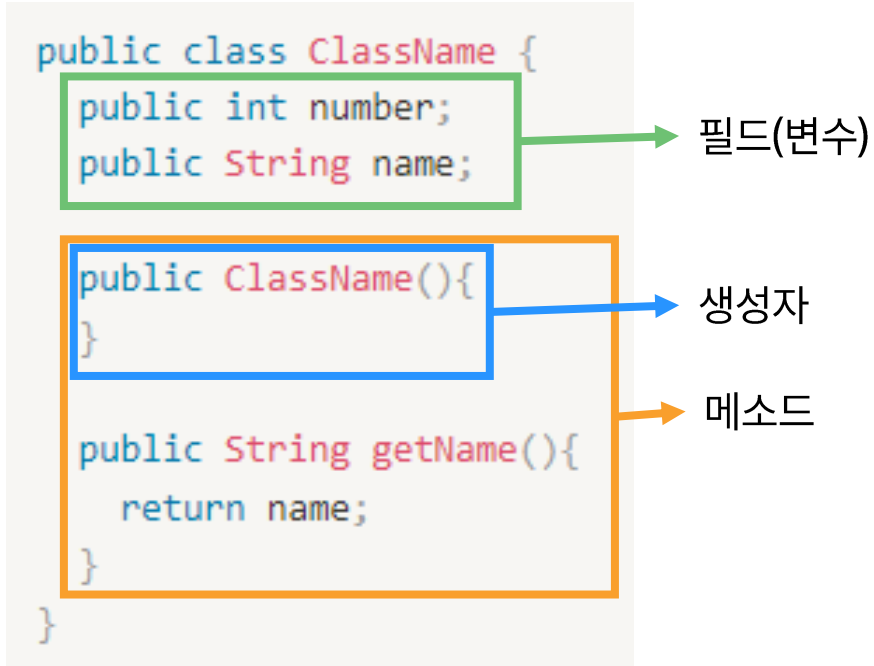 public class ClassName {
public int number;
public String name;
필드(변수)
public ClassName(){
}
생성자
메소드
public String getName(){
return name;
}
}